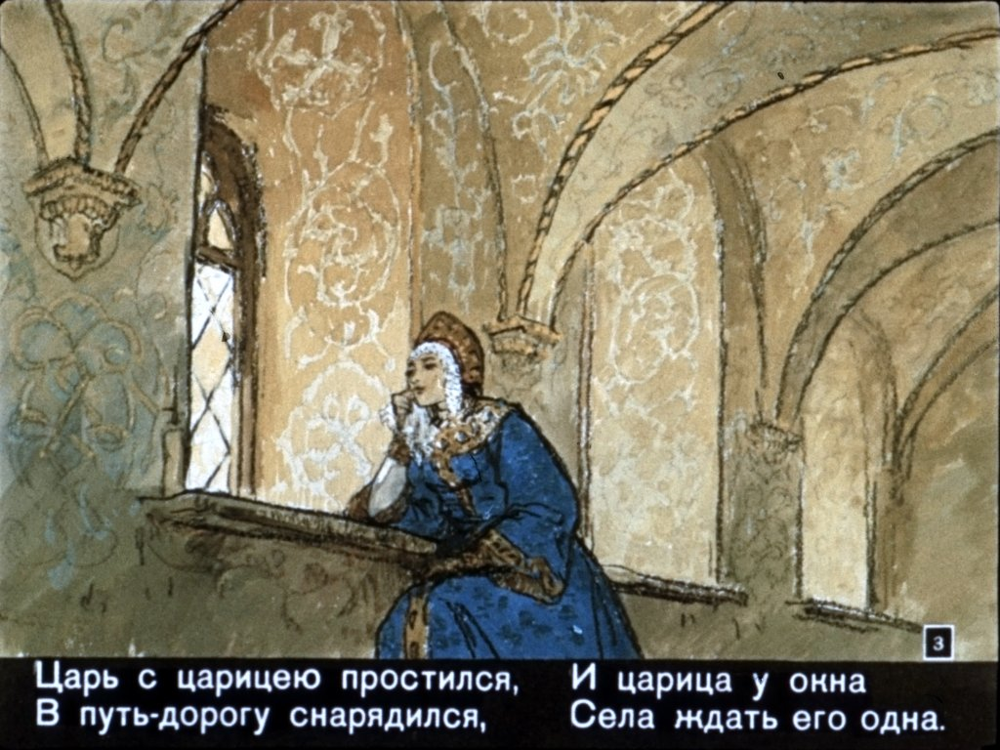 Царь с царицею простился,
В путь-дорогу снарядился,
И царица у окна
Села ждать его одна.
3